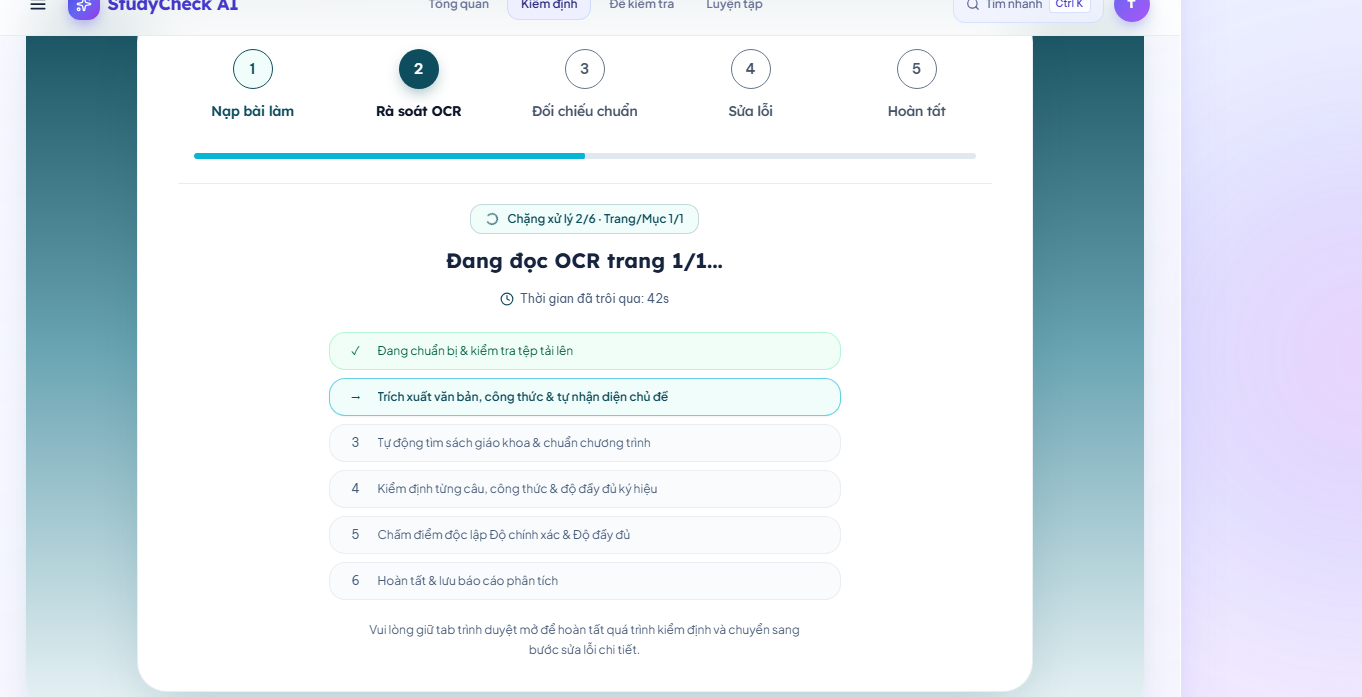 StudyCheck AI
Tổng quan
Kiểm định
Đề kiểm tra
Luyện tập
Tìm nhanh
Ctrl K
T
1
2
3
4
5
Nạp bài làm
Rà soát OCR
Đối chiếu chuẩn
Sửa lỗi
Hoàn tất
Chặng xử lý 2/6 · Trang/Mục 1/1
Đang đọc OCR trang 1/1...
Thời gian đã trôi qua: 42s
✓ Đang chuẩn bị & kiểm tra tệp tải lên
→ Trích xuất văn bản, công thức & tự nhận diện chủ đề
3 Tự động tìm sách giáo khoa & chuẩn chương trình
4 Kiểm định từng câu, công thức & độ đầy đủ ký hiệu
5 Chấm điểm độc lập Độ chính xác & Độ đầy đủ
6 Hoàn tất & lưu báo cáo phân tích
Vui lòng giữ tab trình duyệt mở để hoàn tất quá trình kiểm định và chuyển sang
bước sửa lỗi chi tiết.